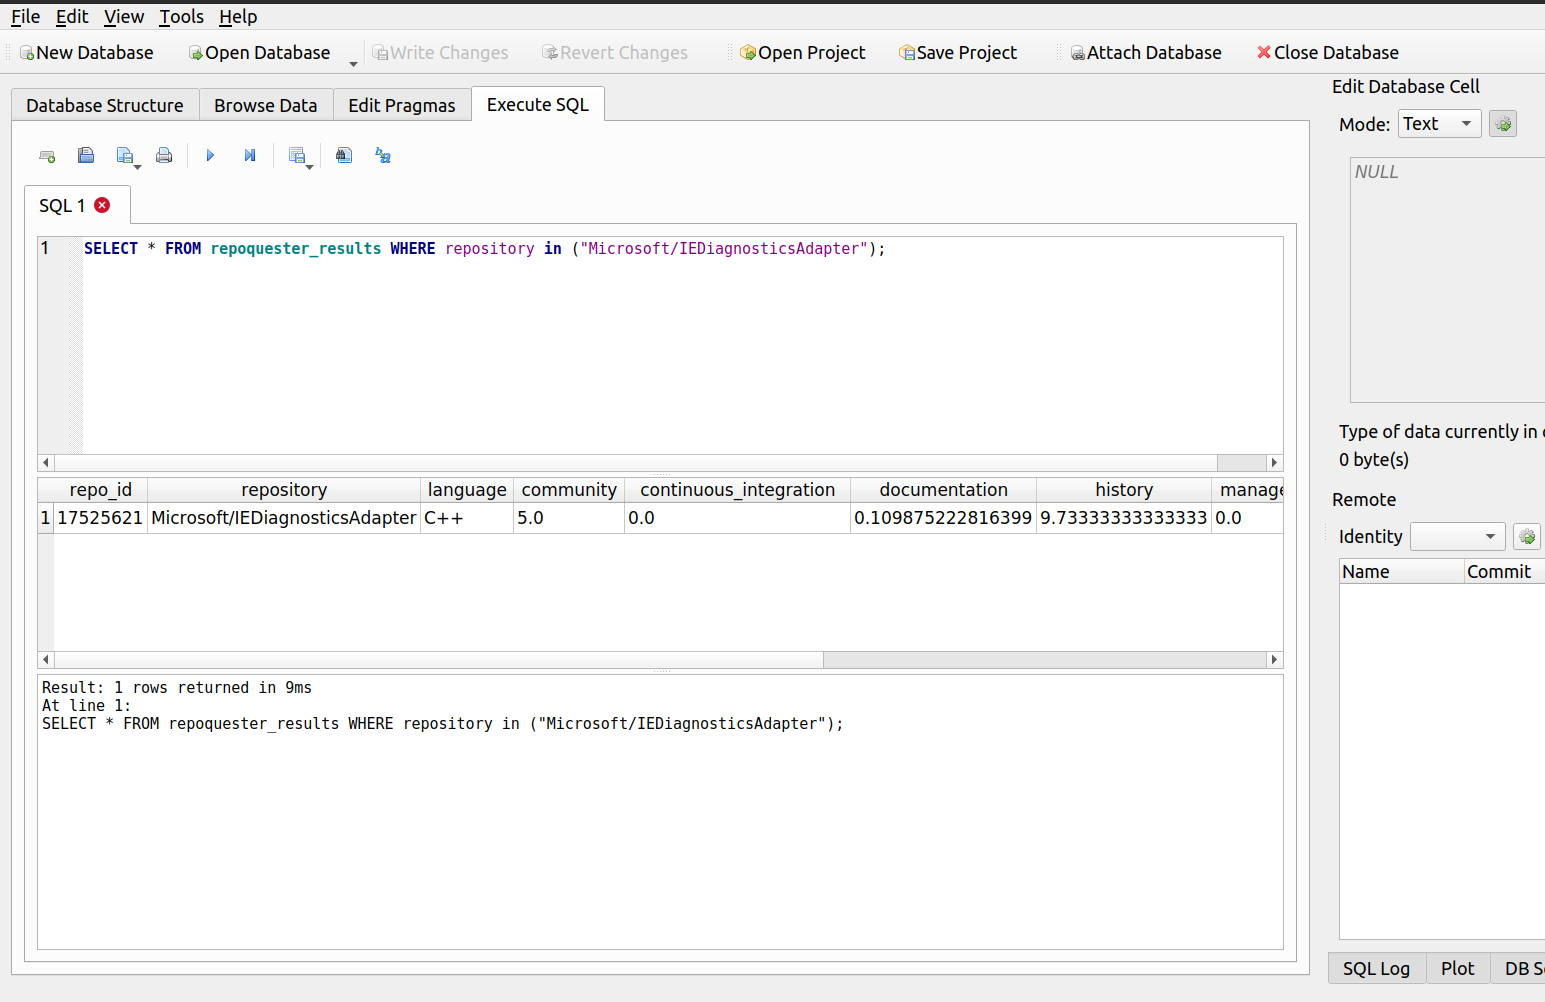 File Edit View Tools Help
New Database Open Database Write Changes Revert Changes Open Project Save Project Attach Database Close Database
Database Structure Browse Data Edit Pragmas Execute SQL
SQL 1
1 SELECT * FROM repoquester_results WHERE repository in ("Microsoft/IEDiagnosticsAdapter");
repo_id repository language community continuous_integration documentation history manage
1 17525621 Microsoft/IEDiagnosticsAdapter C++ 5.0 0.0 0.109875222816399 9.73333333333333 0.0
Result: 1 rows returned in 9ms
At line 1:
SELECT * FROM repoquester_results WHERE repository in ("Microsoft/IEDiagnosticsAdapter");
Edit Database Cell
Mode: Text
NULL
Type of data currently in
0 byte(s)
Remote
Identity
Name Commit
SQL Log Plot DB